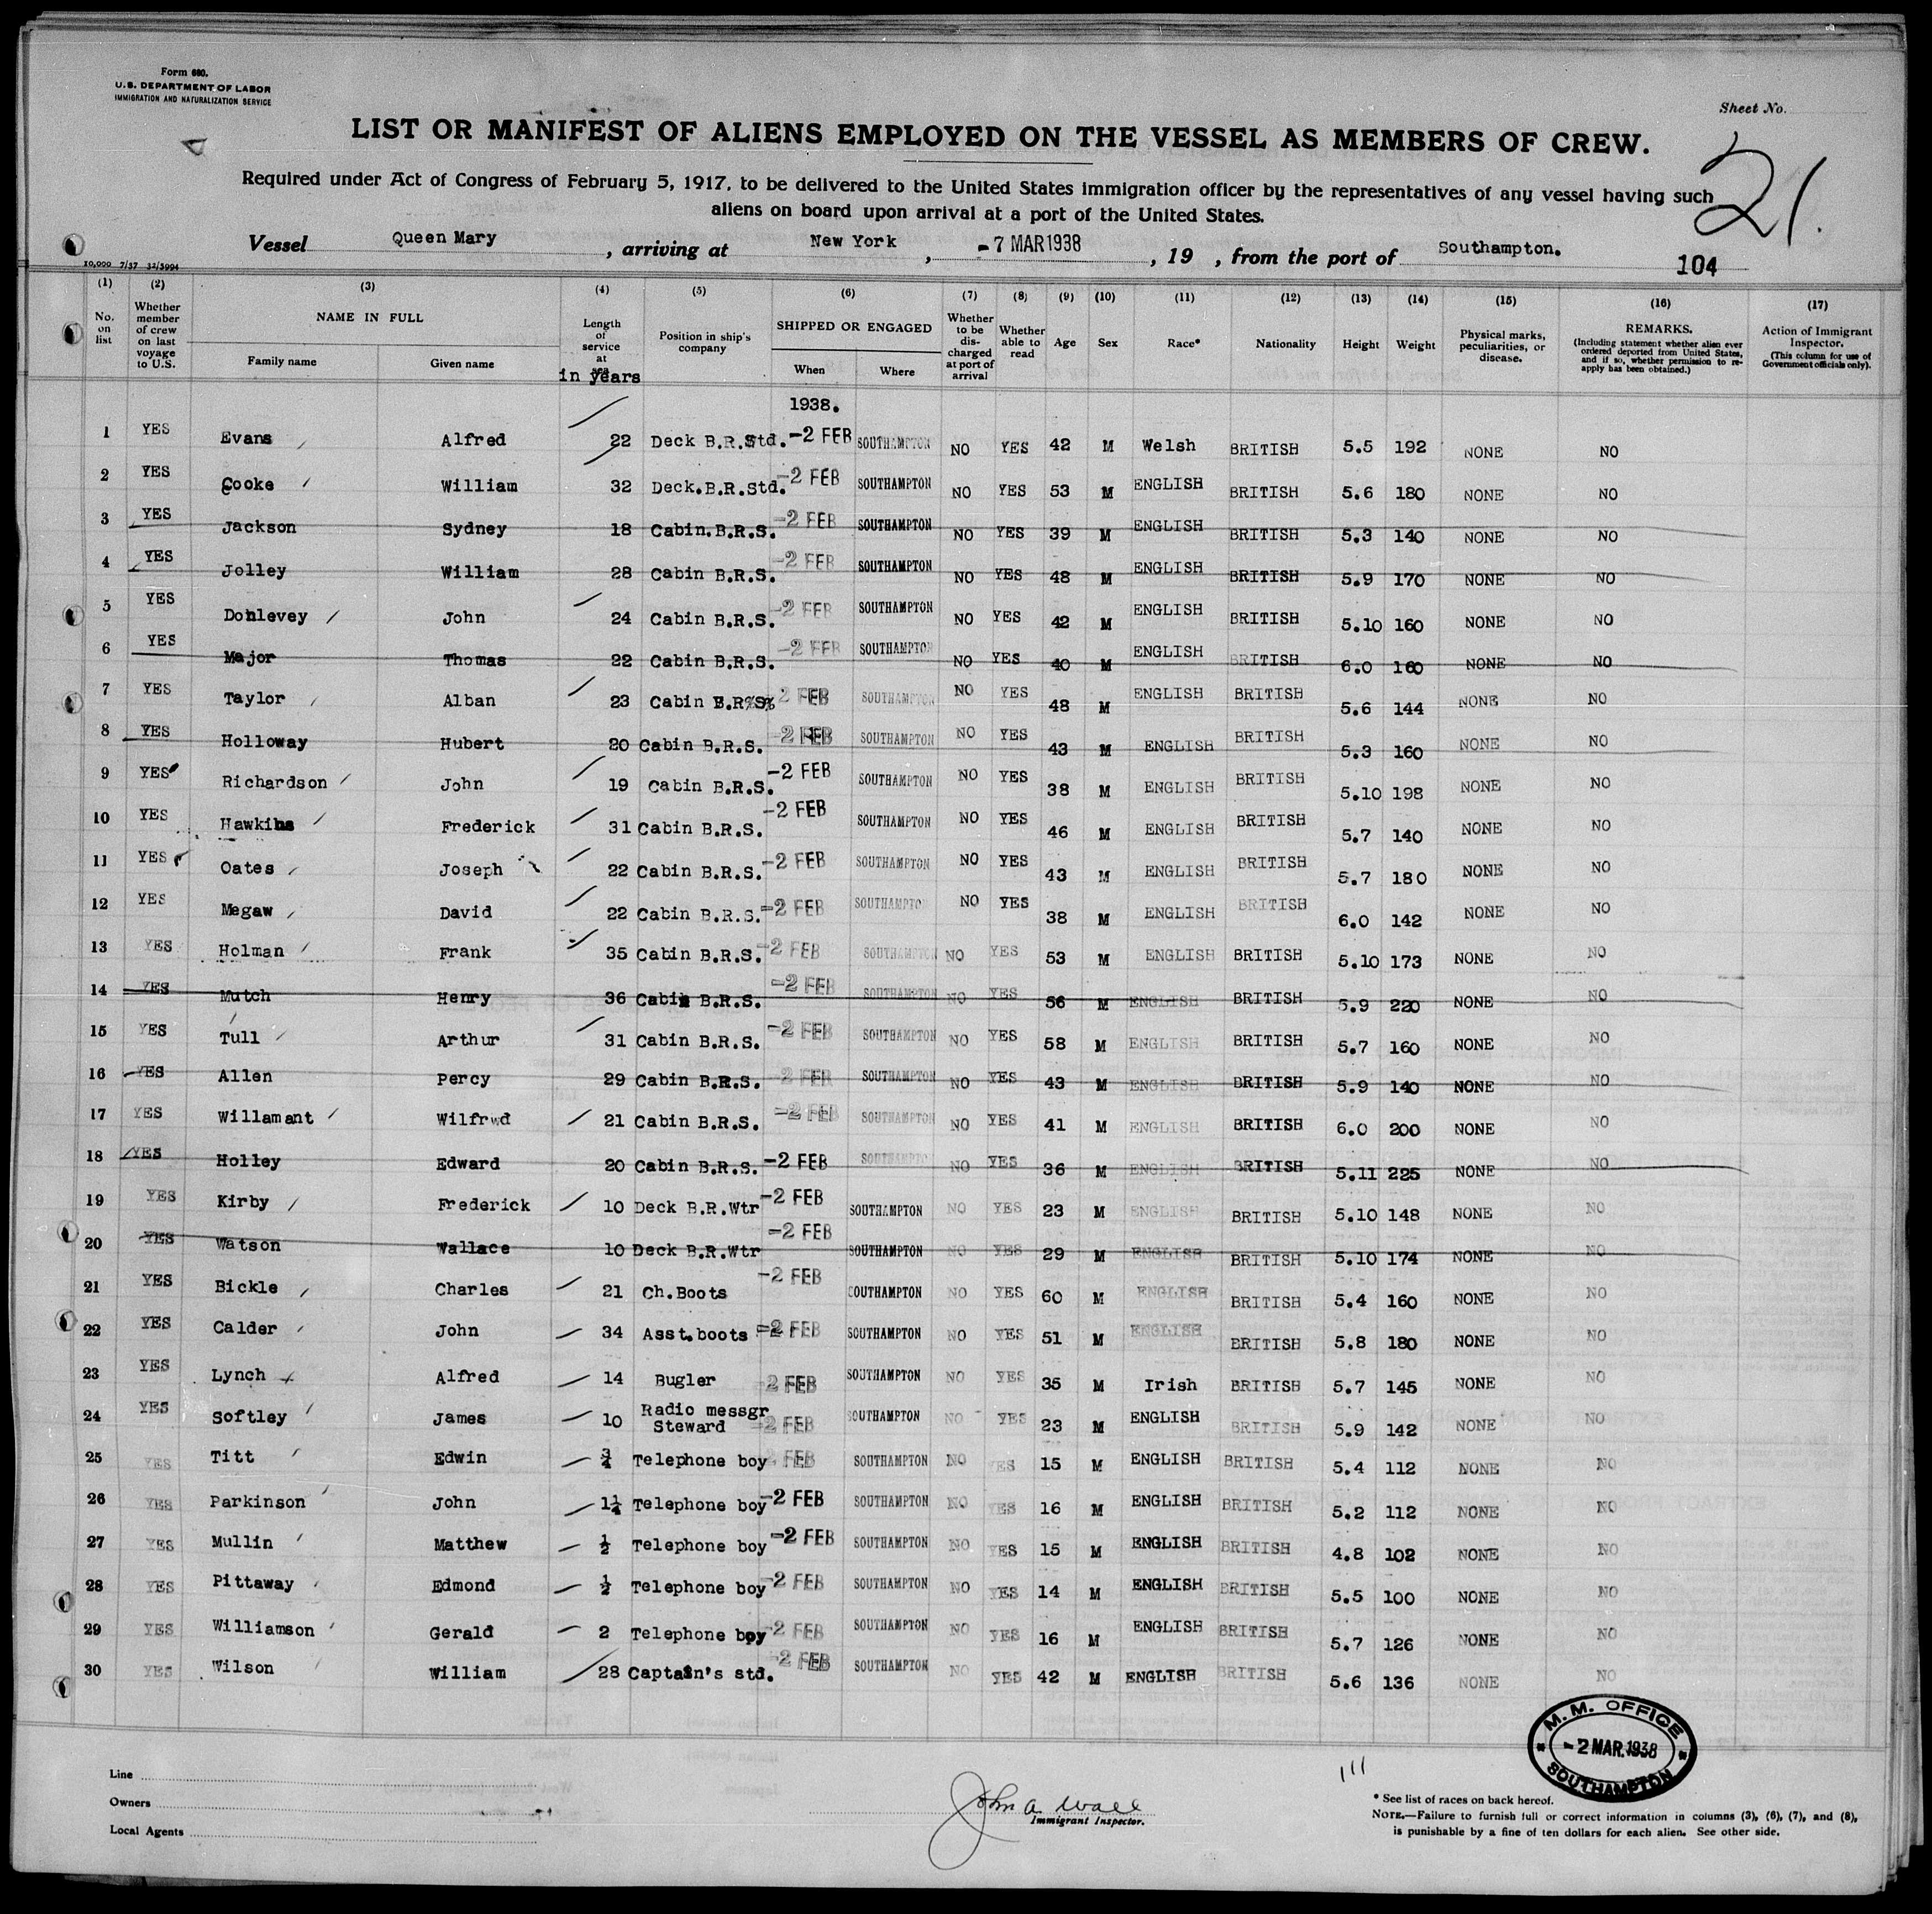 Form 680.
U.S. DEPARTMENT OF LABOR
IMMIGRATION AND NATURALIZATION SERVICE
Sheet No.
LIST OR MANIFEST OF ALIENS EMPLOYED ON THE VESSEL AS MEMBERS OF CREW.
21.
Required under Act of Congress of February 5, 1917, to be delivered to the United States immigration officer by the representatives of any vessel having such
aliens on board upon arrival at a port of the United States.
Vessel Queen Mary, arriving at New York, -7 MAR 1938, 19 , from the port of Southampton.
10,000 7/37 32/3994
104
(1) (2) (3) (4) (5) (6) (7) (8) (9) (10) (11) (12) (13) (14) (15) (16) (17)
No. on list Whether member of crew on last voyage to U.S. NAME IN FULL Family name Given name Length of service at sea in years Position in ship's company SHIPPED OR ENGAGED When Where Whether to be discharged at port of arrival Whether able to read Age Sex Race* Nationality Height Weight Physical marks, peculiarities, or disease. REMARKS. (Including statement whether alien ever ordered deported from United States, and if so, whether permission to re-apply has been obtained.) Action of Immigrant Inspector. (This column for use of Government officials only).
1938.
1 YES Evans Alfred 22 Deck B.R.Std. -2 FEB SOUTHAMPTON NO YES 42 M Welsh BRITISH 5.5 192 NONE NO
2 YES Cooke William 32 Deck.B.R.Std. -2 FEB SOUTHAMPTON NO YES 53 M ENGLISH BRITISH 5.6 180 NONE NO
3 YES Jackson Sydney 18 Cabin.B.R.S. -2 FEB SOUTHAMPTON NO YES 39 M ENGLISH BRITISH 5.3 140 NONE NO
4 YES Jolley William 28 Cabin B.R.S. -2 FEB SOUTHAMPTON NO YES 48 M ENGLISH BRITISH 5.9 170 NONE NO
5 YES Donlevey John 24 Cabin B.R.S. -2 FEB SOUTHAMPTON NO YES 42 M ENGLISH BRITISH 5.10 160 NONE NO
6 YES Major Thomas 22 Cabin B.R.S. -2 FEB SOUTHAMPTON NO YES 40 M ENGLISH BRITISH 6.0 160 NONE NO
7 YES Taylor Alban 23 Cabin B.R%S% 2 FEB SOUTHAMPTON NO YES 48 M ENGLISH BRITISH 5.6 144 NONE NO
8 YES Holloway Hubert 20 Cabin B.R.S. -2 FEB SOUTHAMPTON NO YES 43 M ENGLISH BRITISH 5.3 160 NONE NO
9 YES Richardson John 19 Cabin B.R.S. -2 FEB SOUTHAMPTON NO YES 38 M ENGLISH BRITISH 5.10 198 NONE NO
10 YES Hawkins Frederick 31 Cabin B.R.S. -2 FEB SOUTHAMPTON NO YES 46 M ENGLISH BRITISH 5.7 140 NONE NO
11 YES Oates Joseph 22 Cabin B.R.S. -2 FEB SOUTHAMPTON NO YES 43 M ENGLISH BRITISH 5.7 180 NONE NO
12 YES Megaw David 22 Cabin B.R.S. -2 FEB SOUTHAMPTON NO YES 38 M ENGLISH BRITISH 6.0 142 NONE NO
13 YES Holman Frank 35 Cabin B.R.S. -2 FEB SOUTHAMPTON NO YES 53 M ENGLISH BRITISH 5.10 173 NONE NO
14 YES Mutch Henry 36 Cabin B.R.S. -2 FEB SOUTHAMPTON NO YES 56 M ENGLISH BRITISH 5.9 220 NONE NO
15 YES Tull Arthur 31 Cabin B.R.S. -2 FEB SOUTHAMPTON NO YES 58 M ENGLISH BRITISH 5.7 160 NONE NO
16 YES Allen Percy 29 Cabin B.R.S. 2 FEB SOUTHAMPTON NO YES 43 M ENGLISH BRITISH 5.9 140 NONE NO
17 YES Willamant Wilfrwd 21 Cabin B.R.S. -2 FEB SOUTHAMPTON NO YES 41 M ENGLISH BRITISH 6.0 200 NONE NO
18 YES Holley Edward 20 Cabin B.R.S. -2 FEB SOUTHAMPTON NO YES 36 M ENGLISH BRITISH 5.11 225 NONE NO
19 YES Kirby Frederick 10 Deck B.R.Wtr -2 FEB SOUTHAMPTON NO YES 23 M ENGLISH BRITISH 5.10 148 NONE NO
20 YES Watson Wallace 10 Deck B.R.Wtr -2 FEB SOUTHAMPTON NO YES 29 M ENGLISH BRITISH 5.10 174 NONE NO
21 YES Bickle Charles 21 Ch.Boots -2 FEB SOUTHAMPTON NO YES 60 M ENGLISH BRITISH 5.4 160 NONE NO
22 YES Calder John 34 Asst.boots -2 FEB SOUTHAMPTON NO YES 51 M ENGLISH BRITISH 5.8 180 NONE NO
23 YES Lynch Alfred 14 Bugler -2 FEB SOUTHAMPTON NO YES 35 M Irish BRITISH 5.7 145 NONE NO
24 YES Softley James 10 Radio messgr Steward -2 FEB SOUTHAMPTON NO YES 23 M ENGLISH BRITISH 5.9 142 NONE NO
25 YES Titt Edwin ¾ Telephone boy 2 FEB SOUTHAMPTON NO YES 15 M ENGLISH BRITISH 5.4 112 NONE NO
26 YES Parkinson John 1¼ Telephone boy -2 FEB SOUTHAMPTON NO YES 16 M ENGLISH BRITISH 5.2 112 NONE NO
27 YES Mullin Matthew ½ Telephone boy -2 FEB SOUTHAMPTON NO YES 15 M ENGLISH BRITISH 4.8 102 NONE NO
28 YES Pittaway Edmond ½ Telephone boy -2 FEB SOUTHAMPTON NO YES 14 M ENGLISH BRITISH 5.5 100 NONE NO
29 YES Williamson Gerald 2 Telephone boy -2 FEB SOUTHAMPTON NO YES 16 M ENGLISH BRITISH 5.7 126 NONE NO
30 YES Wilson William 28 Captain's std. -2 FEB SOUTHAMPTON NO YES 42 M ENGLISH BRITISH 5.6 136 NONE NO
M. M. OFFICE
-2 MAR.1938
SOUTHAMPTON
Line
Owners
Local Agents
John A Wall
Immigrant Inspector.
111
* See list of races on back hereof.
NOTE.—Failure to furnish full or correct information in columns (3), (6), (7), and (8),
is punishable by a fine of ten dollars for each alien. See other side.